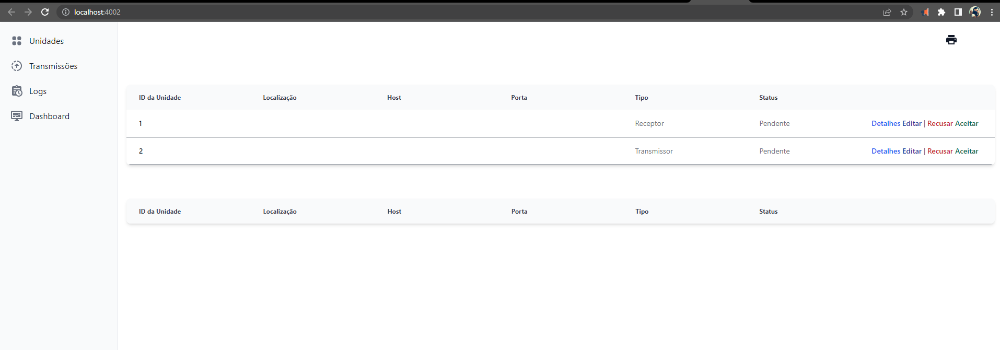 localhost:4002
Unidades
Transmissões
Logs
Dashboard
ID da Unidade Localização Host Porta Tipo Status
1 Receptor Pendente Detalhes Editar | Recusar Aceitar
2 Transmissor Pendente Detalhes Editar | Recusar Aceitar
ID da Unidade Localização Host Porta Tipo Status